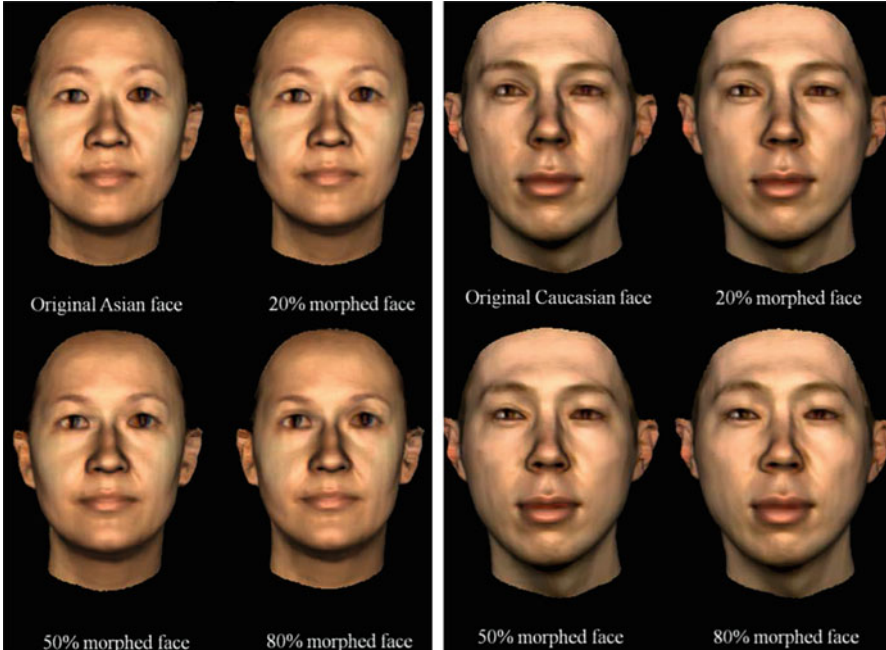 Original Asian face
20% morphed face
50% morphed face
80% morphed face
Original Caucasian face
20% morphed face
50% morphed face
80% morphed face